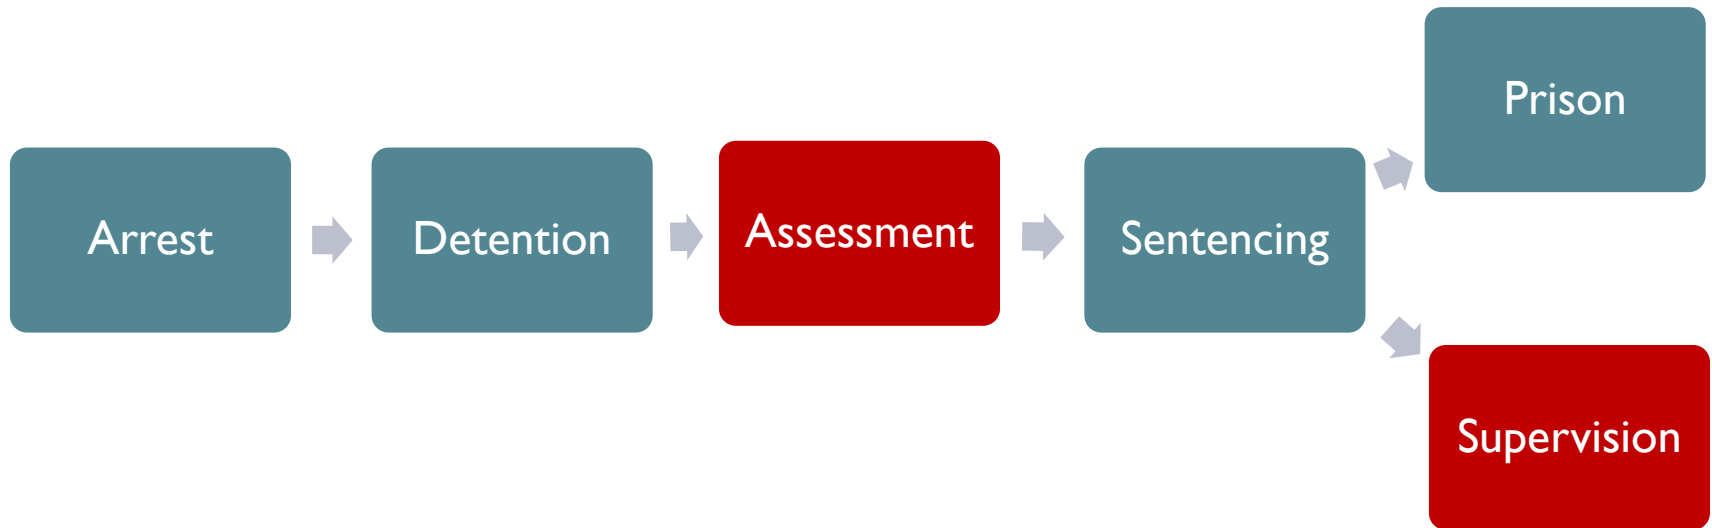 Arrest
Detention
Assessment
Sentencing
Prison
Supervision